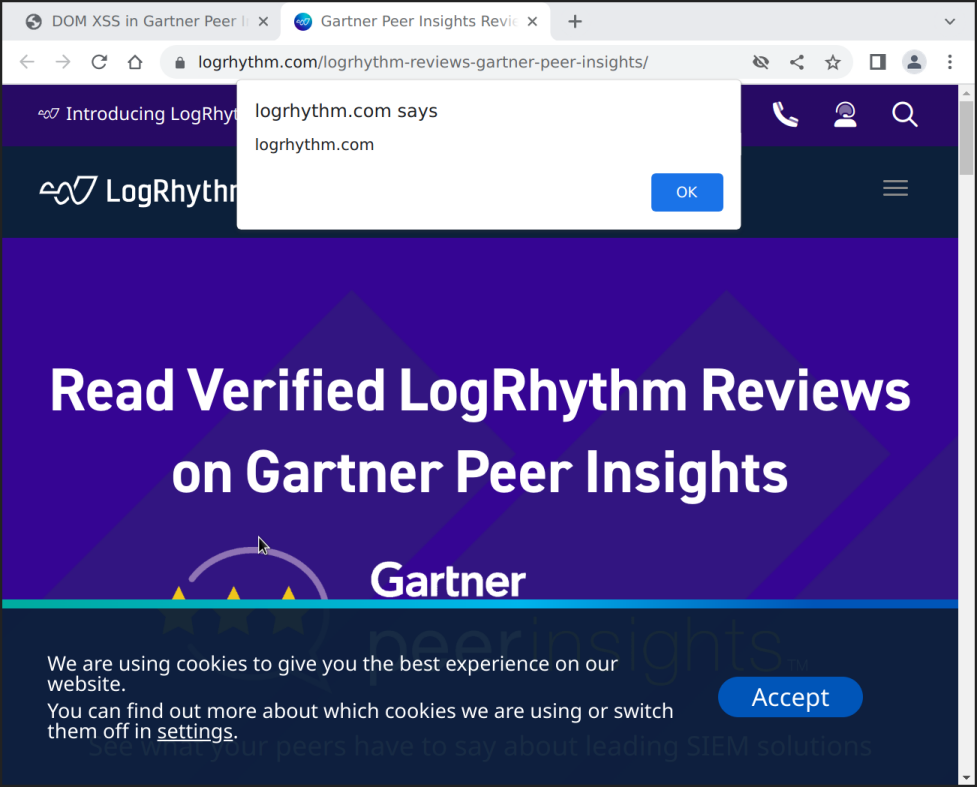 DOM XSS in Gartner Peer I
Gartner Peer Insights Revie
logrhythm.com/logrhythm-reviews-gartner-peer-insights/
logrhythm.com says
logrhythm.com
OK
Introducing LogRhyt
LogRhythm
Read Verified LogRhythm Reviews
on Gartner Peer Insights
Gartner
peerinsights™
We are using cookies to give you the best experience on our
website.
You can find out more about which cookies we are using or switch
them off in settings.
Accept
See what your peers have to say about leading SIEM solutions